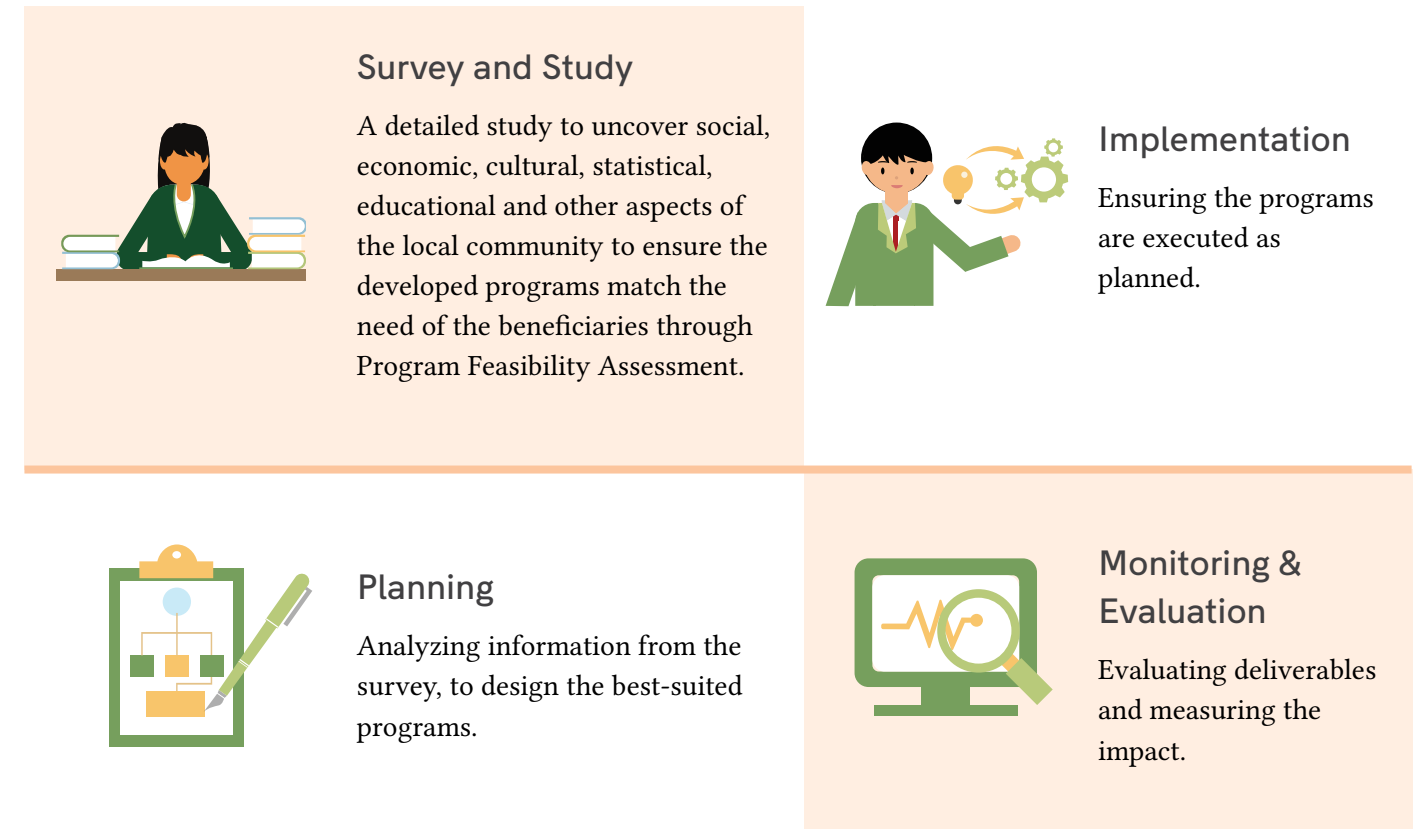 Survey and Study
A detailed study to uncover social,
economic, cultural, statistical,
educational and other aspects of
the local community to ensure the
developed programs match the
need of the beneficiaries through
Program Feasibility Assessment.
Planning
Analyzing information from the
survey, to design the best-suited
programs.
Implementation
Ensuring the programs
are executed as
planned.
Monitoring &
Evaluation
Evaluating deliverables
and measuring the
impact.